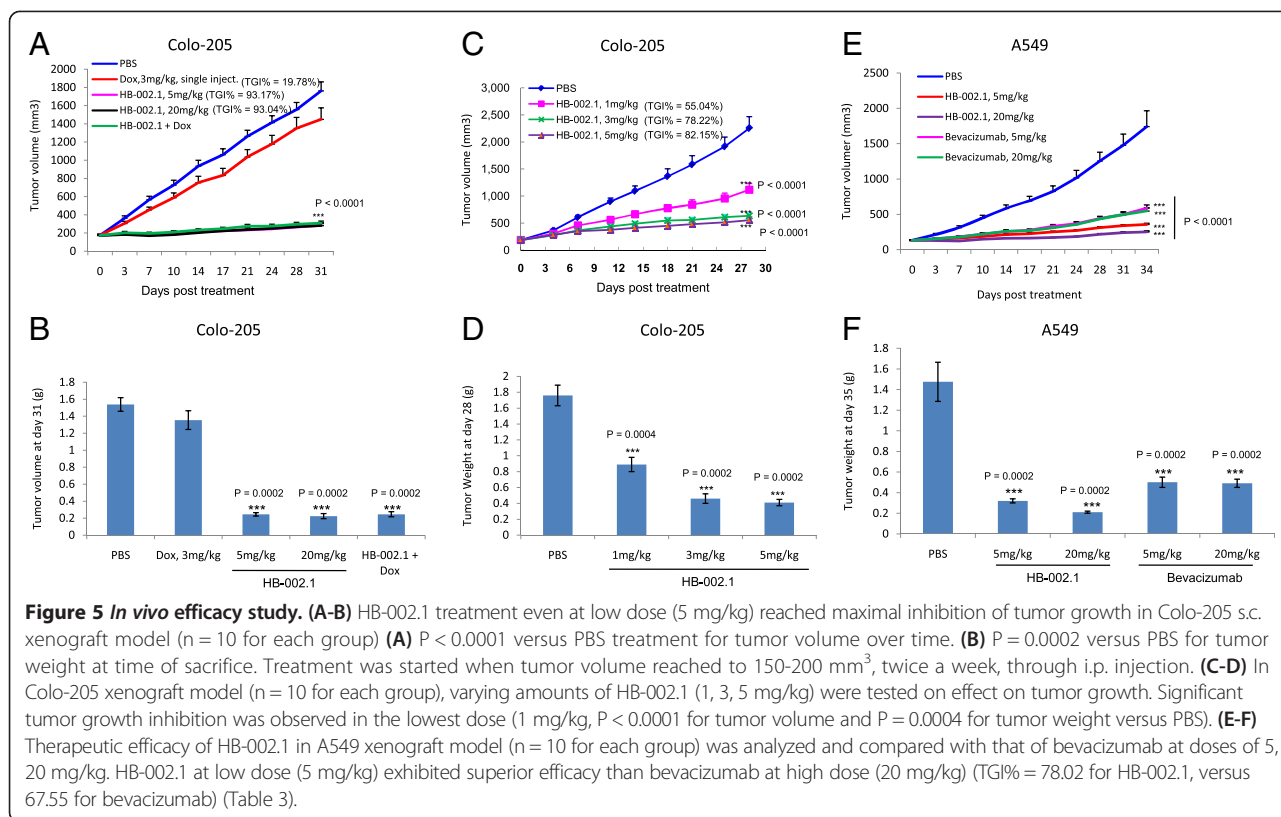 A
Colo-205
PBS
Dox,3mg/kg, single inject. (TGI% = 19.78%)
HB-002.1, 5mg/kg (TGI% = 93.17%)
HB-002.1, 20mg/kg (TGI% = 93.04%)
HB-002.1 + Dox
Tumor volume (mm3)
2000
1800
1600
1400
1200
1000
800
600
400
200
0
P < 0.0001
***
0 3 7 10 14 17 21 24 28 31
Days post treatment
C
Colo-205
PBS
HB-002.1, 1mg/kg (TGI% = 55.04%)
HB-002.1, 3mg/kg (TGI% = 78.22%)
HB-002.1, 5mg/kg (TGI% = 82.15%)
Tumor volume (mm3)
3,000
2,500
2,000
1,500
1,000
500
0
***
P < 0.0001
***
P < 0.0001
***
P < 0.0001
0 3 6 9 12 15 18 21 24 27 30
Days post treatment
E
A549
PBS
HB-002.1, 5mg/kg
HB-002.1, 20mg/kg
Bevacizumab, 5mg/kg
Bevacizumab, 20mg/kg
Tumor volumer (mm3)
2500
2000
1500
1000
500
0
***
***
***
***
P < 0.0001
0 3 7 10 14 17 21 24 28 31 34
Days post treatment
B
Colo-205
Tumor volume at day 31 (g)
1.8
1.6
1.4
1.2
1
0.8
0.6
0.4
0.2
0
P = 0.0002 P = 0.0002 P = 0.0002
*** *** ***
PBS Dox, 3mg/kg 5mg/kg 20mg/kg HB-002.1 + Dox
HB-002.1
D
Colo-205
Tumor Weight at day 28 (g)
2
1.8
1.6
1.4
1.2
1
0.8
0.6
0.4
0.2
0
P = 0.0004
***
P = 0.0002 P = 0.0002
*** ***
PBS 1mg/kg 3mg/kg 5mg/kg
HB-002.1
F
A549
Tumor weight at day 35 (g)
1.8
1.6
1.4
1.2
1
0.8
0.6
0.4
0.2
0
P = 0.0002 P = 0.0002 P = 0.0002 P = 0.0002
*** *** *** ***
PBS 5mg/kg 20mg/kg 5mg/kg 20mg/kg
HB-002.1 Bevacizumab
Figure 5 In vivo efficacy study. (A-B) HB-002.1 treatment even at low dose (5 mg/kg) reached maximal inhibition of tumor growth in Colo-205 s.c.
xenograft model (n = 10 for each group) (A) P < 0.0001 versus PBS treatment for tumor volume over time. (B) P = 0.0002 versus PBS for tumor
weight at time of sacrifice. Treatment was started when tumor volume reached to 150-200 mm³, twice a week, through i.p. injection. (C-D) In
Colo-205 xenograft model (n = 10 for each group), varying amounts of HB-002.1 (1, 3, 5 mg/kg) were tested on effect on tumor growth. Significant
tumor growth inhibition was observed in the lowest dose (1 mg/kg, P < 0.0001 for tumor volume and P = 0.0004 for tumor weight versus PBS). (E-F)
Therapeutic efficacy of HB-002.1 in A549 xenograft model (n = 10 for each group) was analyzed and compared with that of bevacizumab at doses of 5,
20 mg/kg. HB-002.1 at low dose (5 mg/kg) exhibited superior efficacy than bevacizumab at high dose (20 mg/kg) (TGI% = 78.02 for HB-002.1, versus
67.55 for bevacizumab) (Table 3).